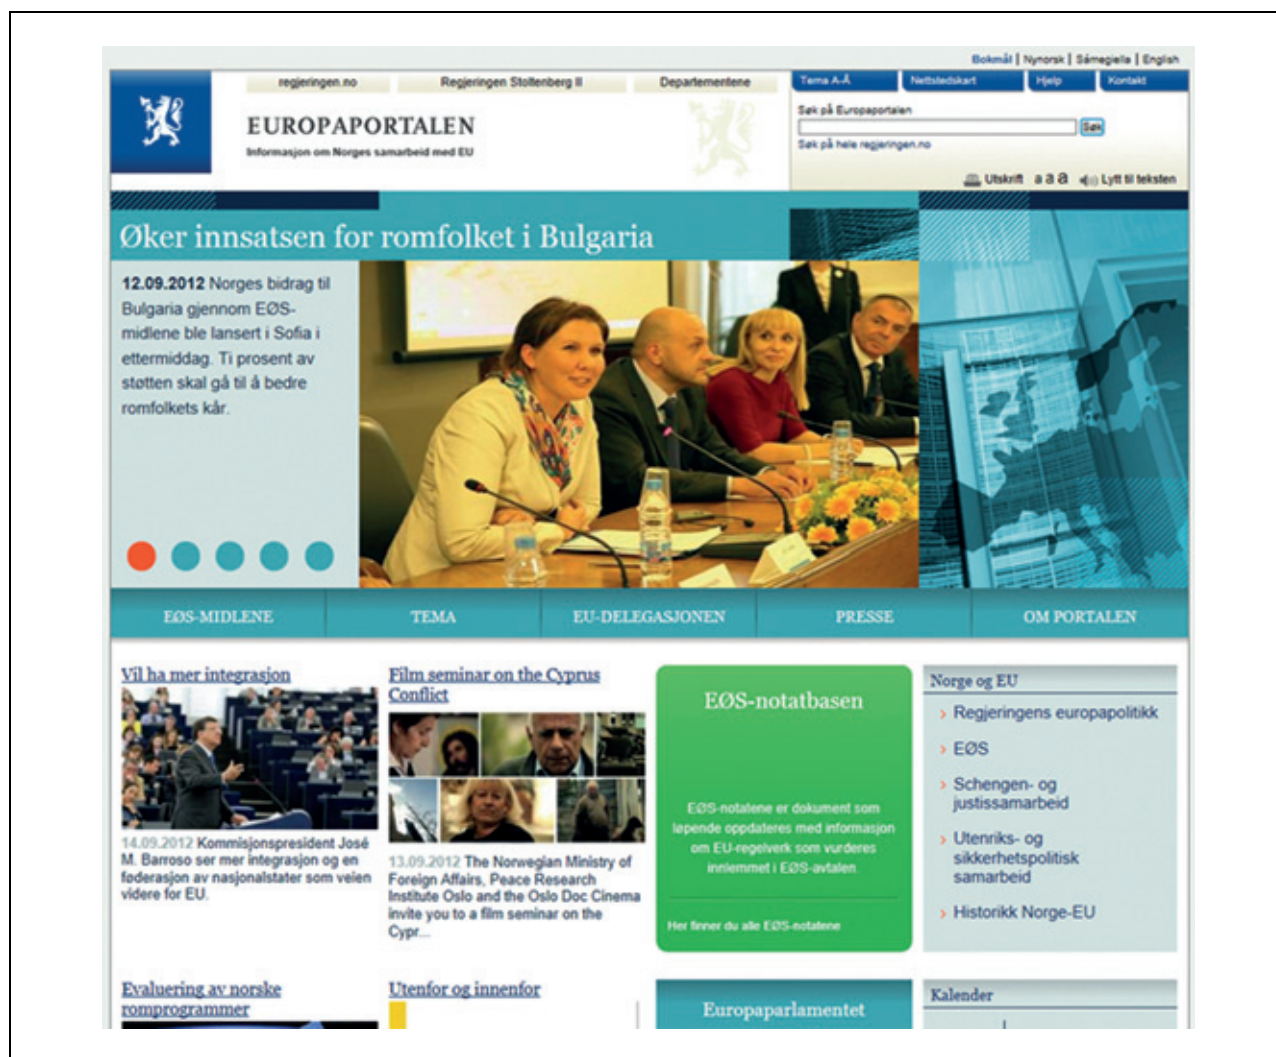 Bokmål | Nynorsk | Sámegiella | English
regjeringen.no Regjeringen Stoltenberg II Departementene Tema A-Å Nettstedskart Hjelp Kontakt
EUROPAPORTALEN
Informasjon om Norges samarbeid med EU
Søk på Europaportalen
Søk
Søk på hele regjeringen.no
Utskrift a a a Lytt til teksten
Øker innsatsen for romfolket i Bulgaria
12.09.2012 Norges bidrag til
Bulgaria gjennom EØS-
midlene ble lansert i Sofia i
ettermiddag. Ti prosent av
støtten skal gå til å bedre
romfolkets kår.
EØS-MIDLENE TEMA EU-DELEGASJONEN PRESSE OM PORTALEN
Vil ha mer integrasjon
14.09.2012 Kommisjonspresident José
M. Barroso ser mer integrasjon og en
føderasjon av nasjonalstater som veien
videre for EU.
Film seminar on the Cyprus
Conflict
13.09.2012 The Norwegian Ministry of
Foreign Affairs, Peace Research
Institute Oslo and the Oslo Doc Cinema
invite you to a film seminar on the
Cypr...
EØS-notatbasen
EØS-notatene er dokument som
løpende oppdateres med informasjon
om EU-regelverk som vurderes
innlemmet i EØS-avtalen.
Her finner du alle EØS-notatene
Norge og EU
› Regjeringens europapolitikk
› EØS
› Schengen- og
justissamarbeid
› Utenriks- og
sikkerhetspolitisk
samarbeid
› Historikk Norge-EU
Evaluering av norske
romprogrammer
Utenfor og innenfor
Europaparlamentet
Kalender